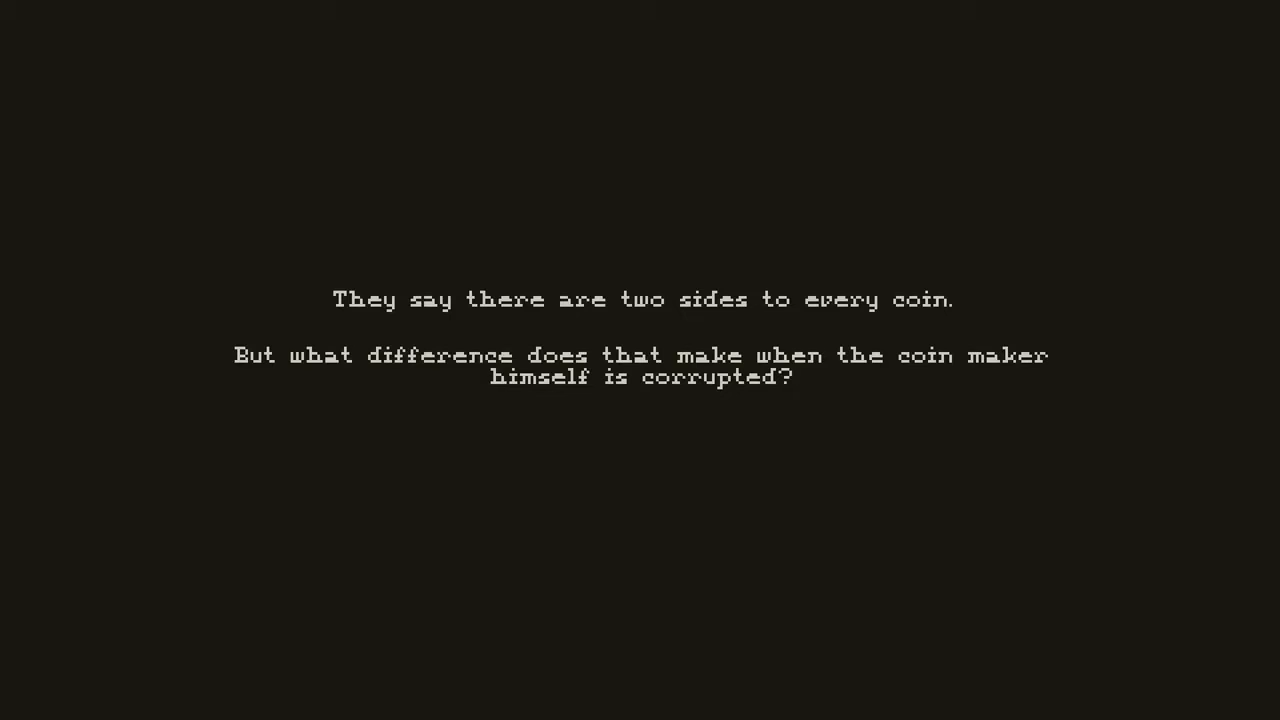 They say there are two sides to every coin.
But what difference does that make when the coin maker
himself is corrupted?